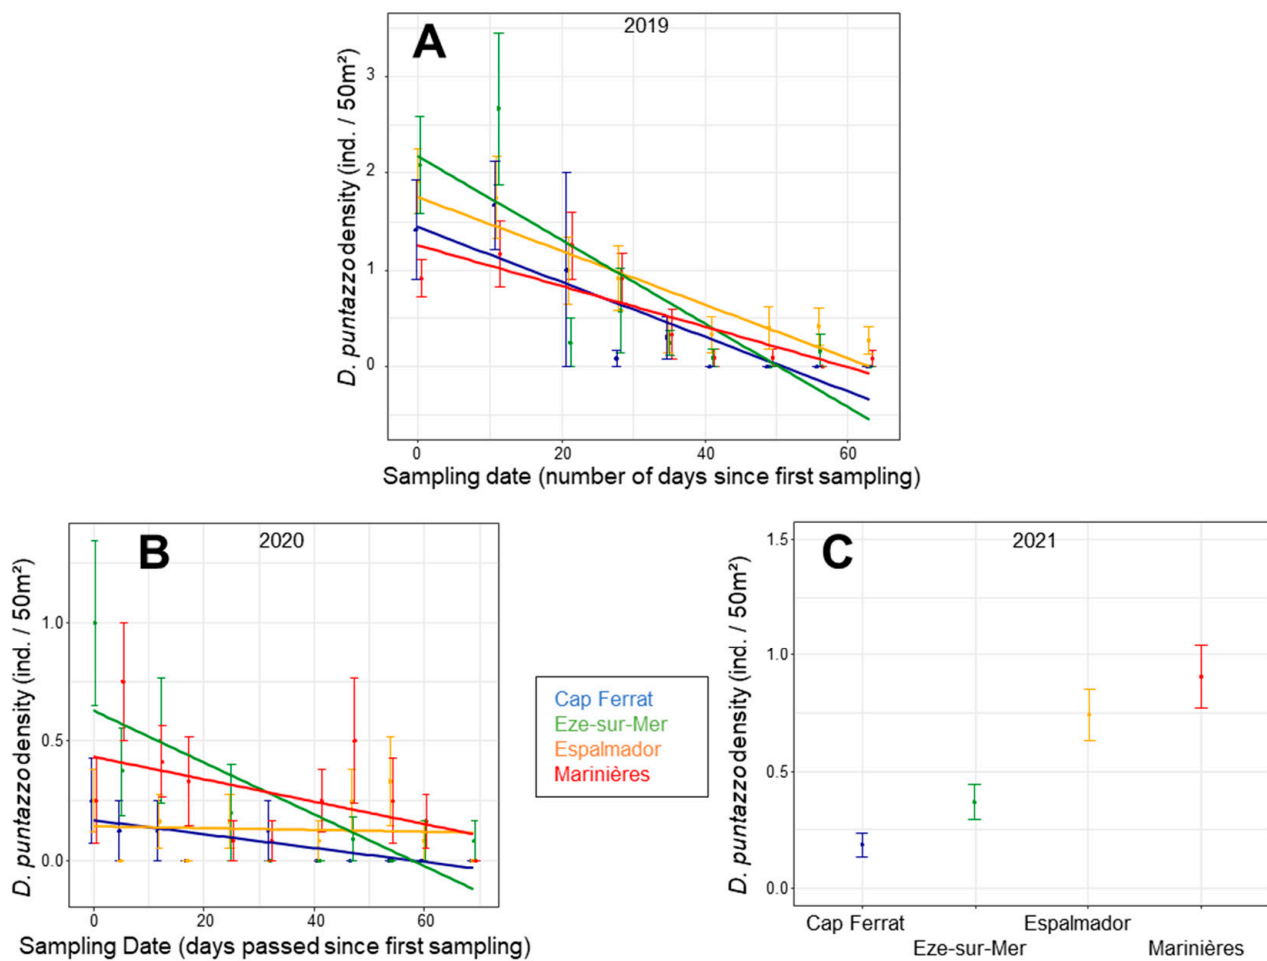 A
2019
D. puntazzo density (ind. / 50m²)
3
2
1
0
0 20 40 60
Sampling date (number of days since first sampling)
B
2020
D. puntazzo density (ind. / 50m²)
1.0
0.5
0.0
0 20 40 60
Sampling Date (days passed since first sampling)
Cap Ferrat
Eze-sur-Mer
Espalmador
Marinières
C
2021
D. puntazzo density (ind. / 50m²)
1.5
1.0
0.5
0.0
Cap Ferrat Espalmador
Eze-sur-Mer Marinières